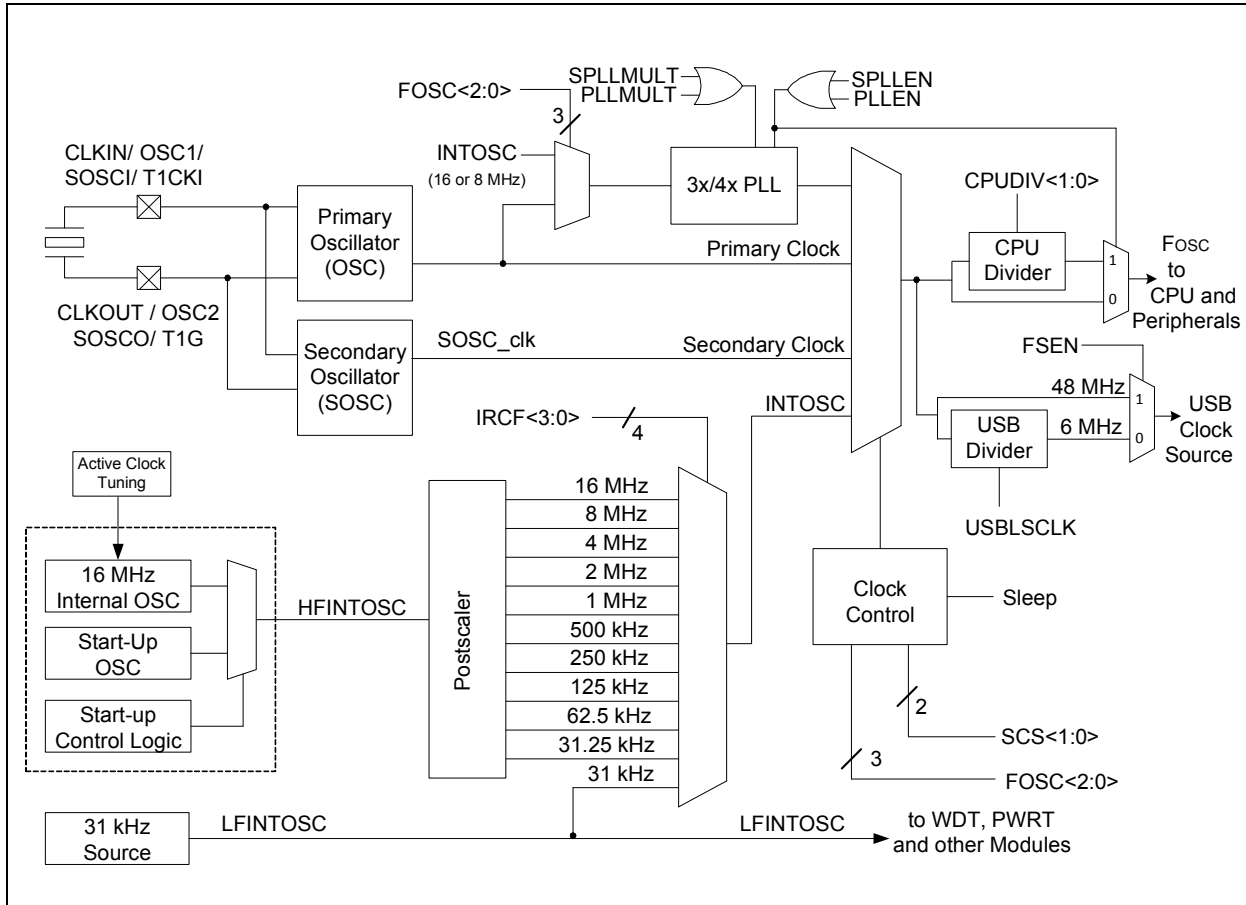 SPLLMULT
PLLMULT
SPLLEN
PLLEN
FOSC<2:0>
3
CLKIN/ OSC1/
SOSCI/ T1CKI
INTOSC
(16 or 8 MHz)
3x/4x PLL
CPUDIV<1:0>
Primary
Oscillator
(OSC)
Primary Clock
CPU
Divider
1
0
FOSC
to
CPU and
Peripherals
CLKOUT / OSC2
SOSCO/ T1G
Secondary
Oscillator
(SOSC)
SOSC_clk
Secondary Clock
FSEN
48 MHz
1
USB
Divider
6 MHz
0
USB
Clock
Source
USBLSCLK
IRCF<3:0>
4
INTOSC
Active Clock
Tuning
16 MHz
Internal OSC
Start-Up
OSC
Start-up
Control Logic
HFINTOSC
Postscaler
16 MHz
8 MHz
4 MHz
2 MHz
1 MHz
500 kHz
250 kHz
125 kHz
62.5 kHz
31.25 kHz
31 kHz
Clock
Control
Sleep
2
SCS<1:0>
3
FOSC<2:0>
31 kHz
Source
LFINTOSC
LFINTOSC
to WDT, PWRT
and other Modules